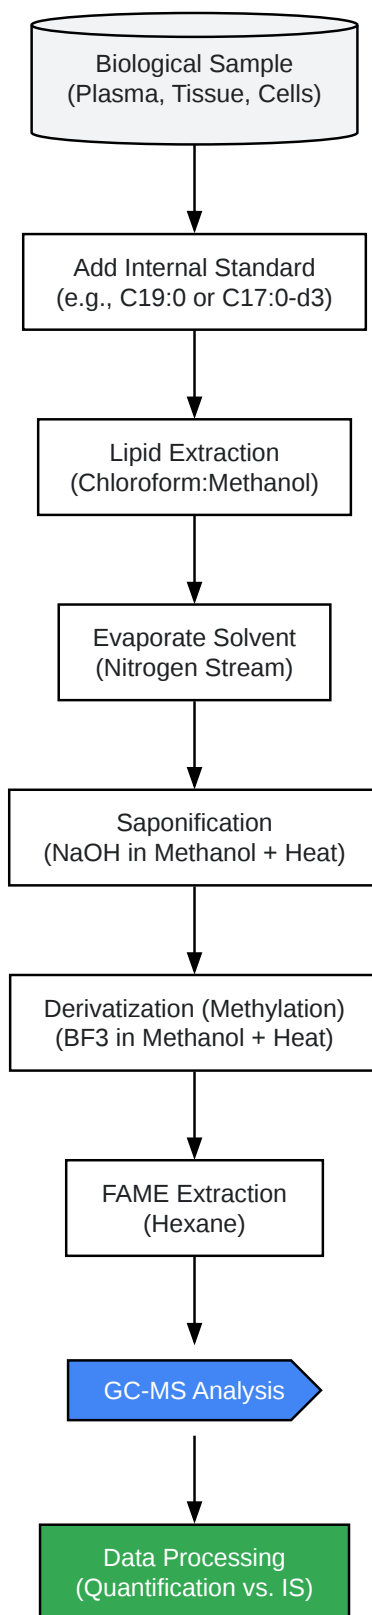 Biological Sample
(Plasma, Tissue, Cells)
Add Internal Standard
(e.g., C19:0 or C17:0-d3)
Lipid Extraction
(Chloroform:Methanol)
Evaporate Solvent
(Nitrogen Stream)
Saponification
(NaOH in Methanol + Heat)
Derivatization (Methylation)
(BF3 in Methanol + Heat)
FAME Extraction
(Hexane)
GC-MS Analysis
Data Processing
(Quantification vs. IS)